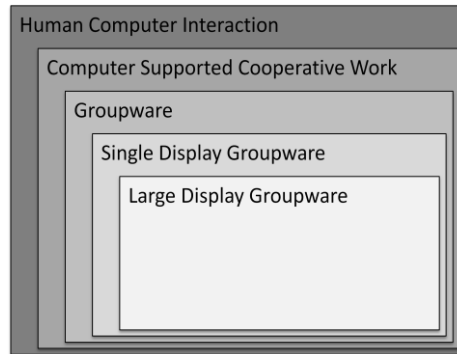 Human Computer Interaction
Computer Supported Cooperative Work
Groupware
Single Display Groupware
Large Display Groupware